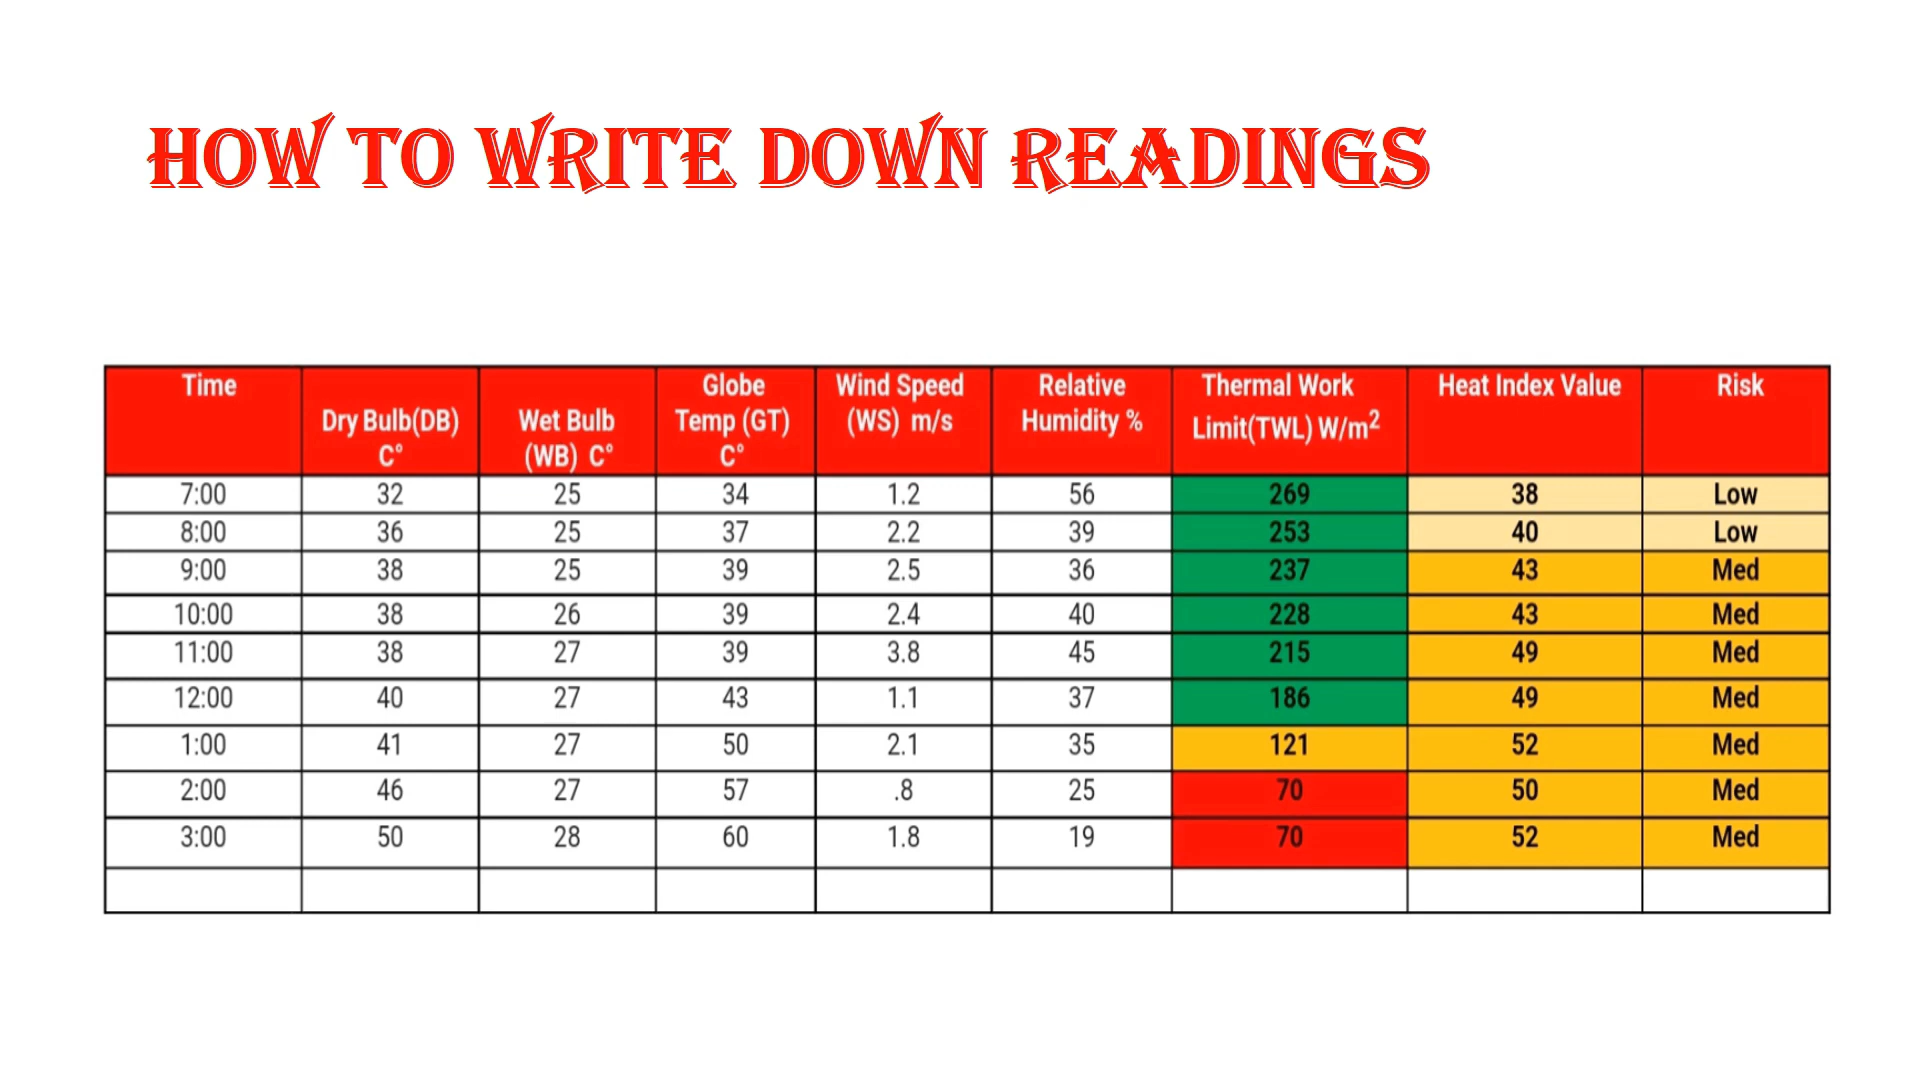 HOW TO WRITE DOWN READINGS
Time Dry Bulb(DB) C° Wet Bulb (WB) C° Globe Temp (GT) C° Wind Speed (WS) m/s Relative Humidity % Thermal Work Limit(TWL) W/m² Heat Index Value Risk
7:00 32 25 34 1.2 56 269 38 Low
8:00 36 25 37 2.2 39 253 40 Low
9:00 38 25 39 2.5 36 237 43 Med
10:00 38 26 39 2.4 40 228 43 Med
11:00 38 27 39 3.8 45 215 49 Med
12:00 40 27 43 1.1 37 186 49 Med
1:00 41 27 50 2.1 35 121 52 Med
2:00 46 27 57 .8 25 70 50 Med
3:00 50 28 60 1.8 19 70 52 Med